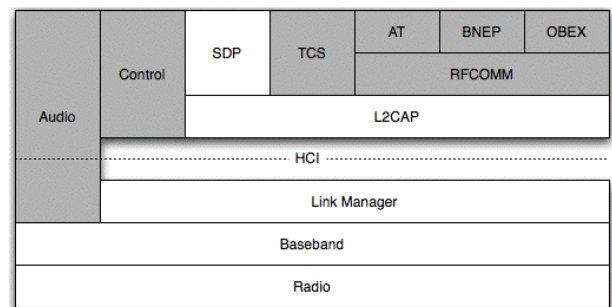 AT BNEP OBEX
SDP TCS
Control RFCOMM
Audio L2CAP
HCI
Link Manager
Baseband
Radio